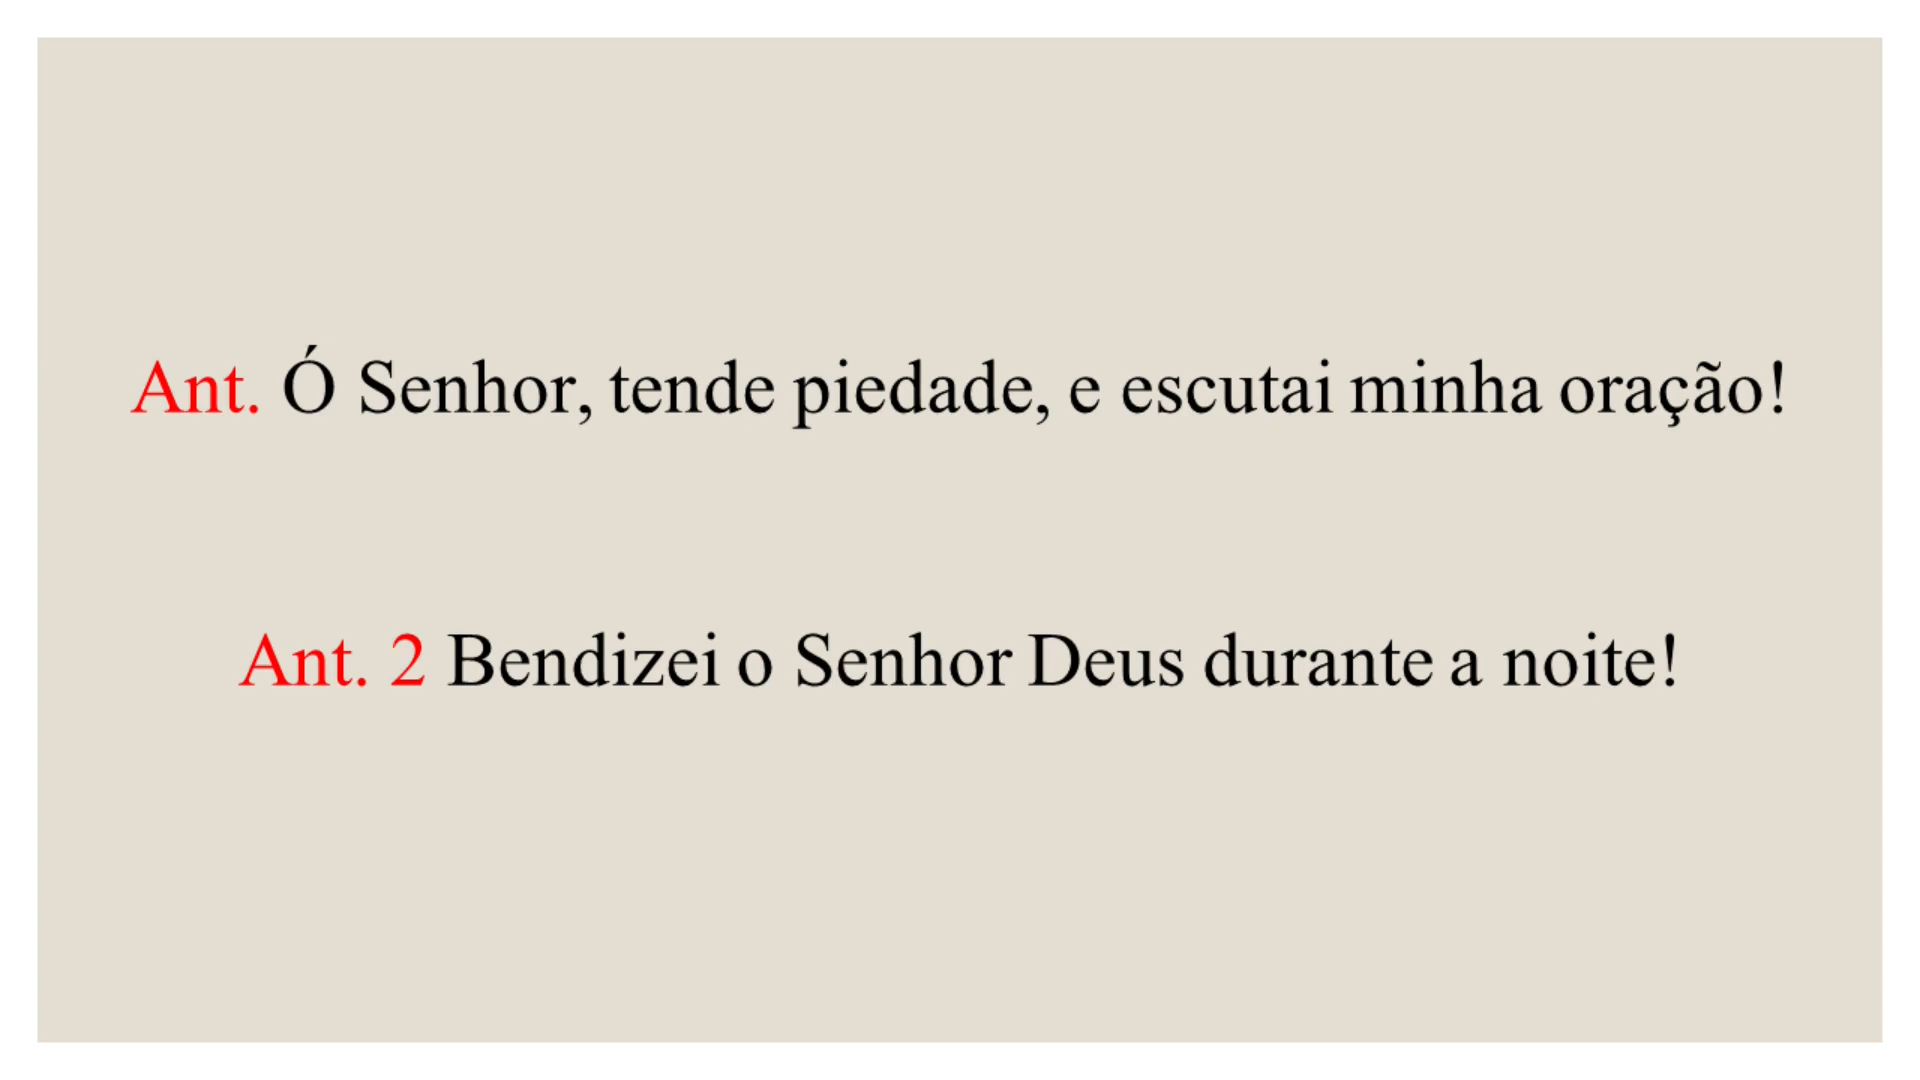 Ant. Ó Senhor, tende piedade, e escutai minha oração!
Ant. 2 Bendizei o Senhor Deus durante a noite!